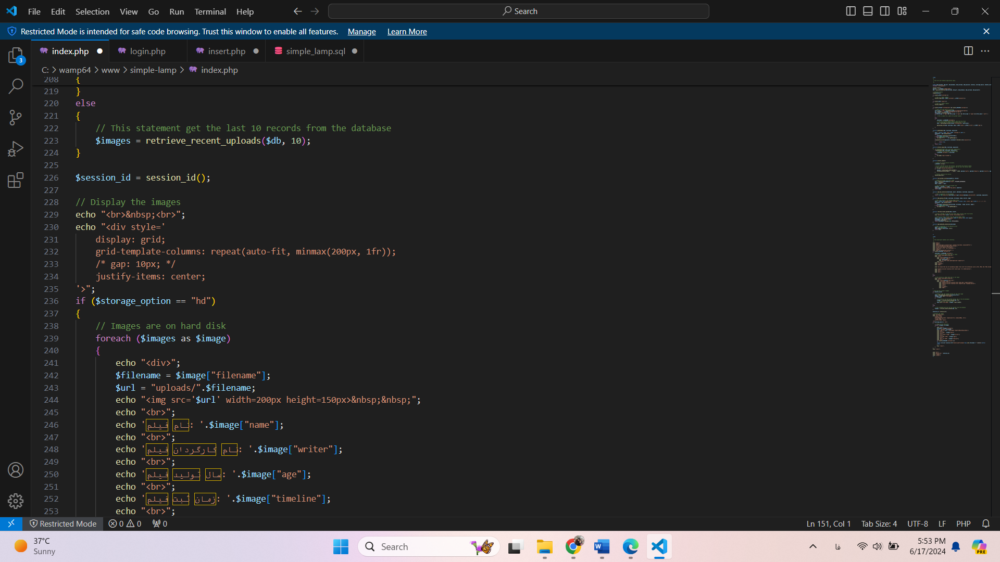 File Edit Selection View Go Run Terminal Help
Search
Restricted Mode is intended for safe code browsing. Trust this window to enable all features. Manage Learn More
index.php login.php insert.php simple_lamp.sql
C: > wamp64 > www > simple-lamp > index.php
208 {
219 }
220 else
221 {
222 // This statement get the last 10 records from the database
223 $images = retrieve_recent_uploads($db, 10);
224 }
225
226 $session_id = session_id();
227
228 // Display the images
229 echo "<br>&nbsp;<br>";
230 echo "<div style='
231 display: grid;
232 grid-template-columns: repeat(auto-fit, minmax(200px, 1fr));
233 /* gap: 10px; */
234 justify-items: center;
235 '>";
236 if ($storage_option == "hd")
237 {
238 // Images are on hard disk
239 foreach ($images as $image)
240 {
241 echo "<div>";
242 $filename = $image["filename"];
243 $url = "uploads/".$filename;
244 echo "<img src='$url' width=200px height=150px>&nbsp;&nbsp;";
245 echo "<br>";
246 echo 'نام فیلم: '.$image["name"];
247 echo "<br>";
248 echo 'نام کارگردان فیلم: '.$image["writer"];
249 echo "<br>";
250 echo 'سال تولید فیلم: '.$image["age"];
251 echo "<br>";
252 echo 'زمان ثبت فیلم: '.$image["timeline"];
253 echo "<br>";
3
Restricted Mode 0 0 0 Ln 151, Col 1 Tab Size: 4 UTF-8 LF PHP
37°C
Sunny
Search
فا
5:53 PM
6/17/2024
PRE